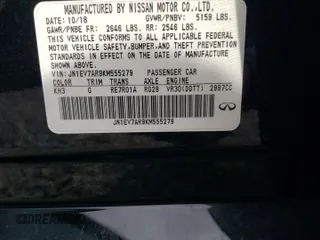 MANUFACTURED BY NISSAN MOTOR CO.,LTD.
DATE: 10/18 GVWR/PNBV: 5159 LBS.
GAWR/PNBE FR: 2646 LBS. RR: 2546 LBS.
THIS VEHICLE CONFORMS TO ALL APPLICABLE FEDERAL
MOTOR VEHICLE SAFETY,BUMPER,AND THEFT PREVENTION
STANDARDS IN EFFECT ON THE DATE OF MANUFACTURE
SHOWN ABOVE.
V.I.N:JN1EV7AR9KM555279 PASSENGER CAR
COLOR TRIM TRANS AXLE ENGINE
KH3 G RE7R01A RG28 VR30(DDTT) 2997CC
INFINITI
JN1EV7AR9KM555279